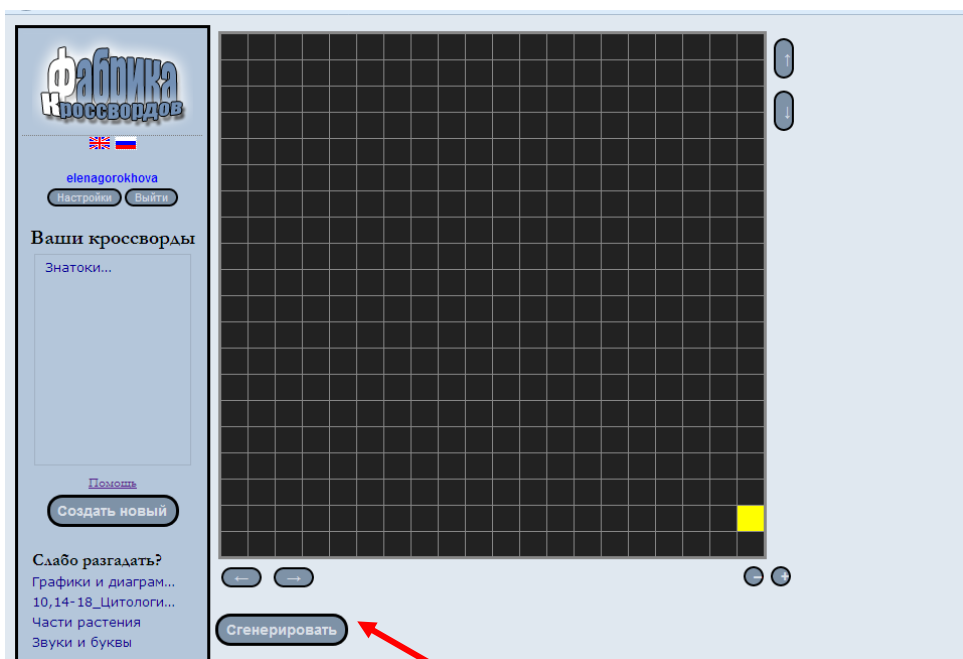 Фабрика
Кроссвордов
elenagorokhova
Настройки Выйти
Ваши кроссворды
Знатоки...
Помощь
Создать новый
Слабо разгадать?
Графики и диаграм...
10,14-18_Цитологи...
Части растения
Звуки и буквы
↑
↓
← →
- +
Сгенерировать